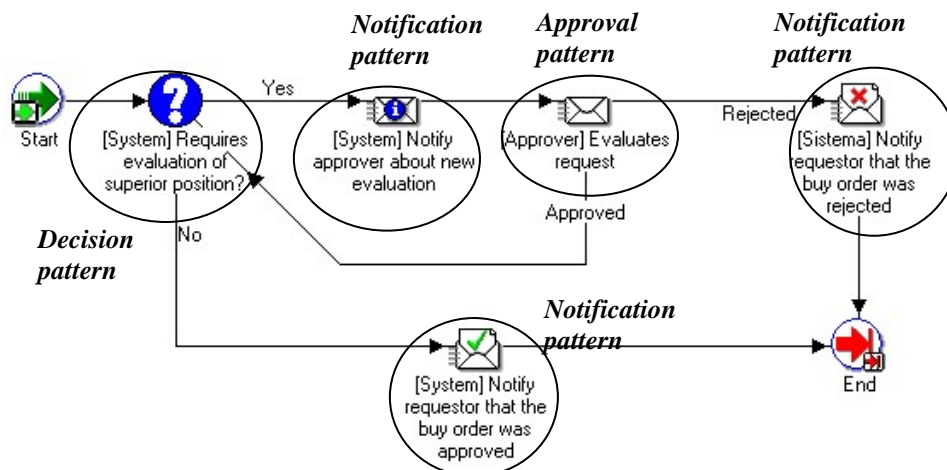 Notification
pattern
Approval
pattern
Notification
pattern
Start
Yes
Rejected
[System] Requires
evaluation of
superior position?
[System] Notify
approver about new
evaluation
[Approver] Evaluates
request
[Sistema] Notify
requestor that the
buy order was
rejected
Approved
No
Decision
pattern
Notification
pattern
[System] Notify
requestor that the
buy order was
approved
End